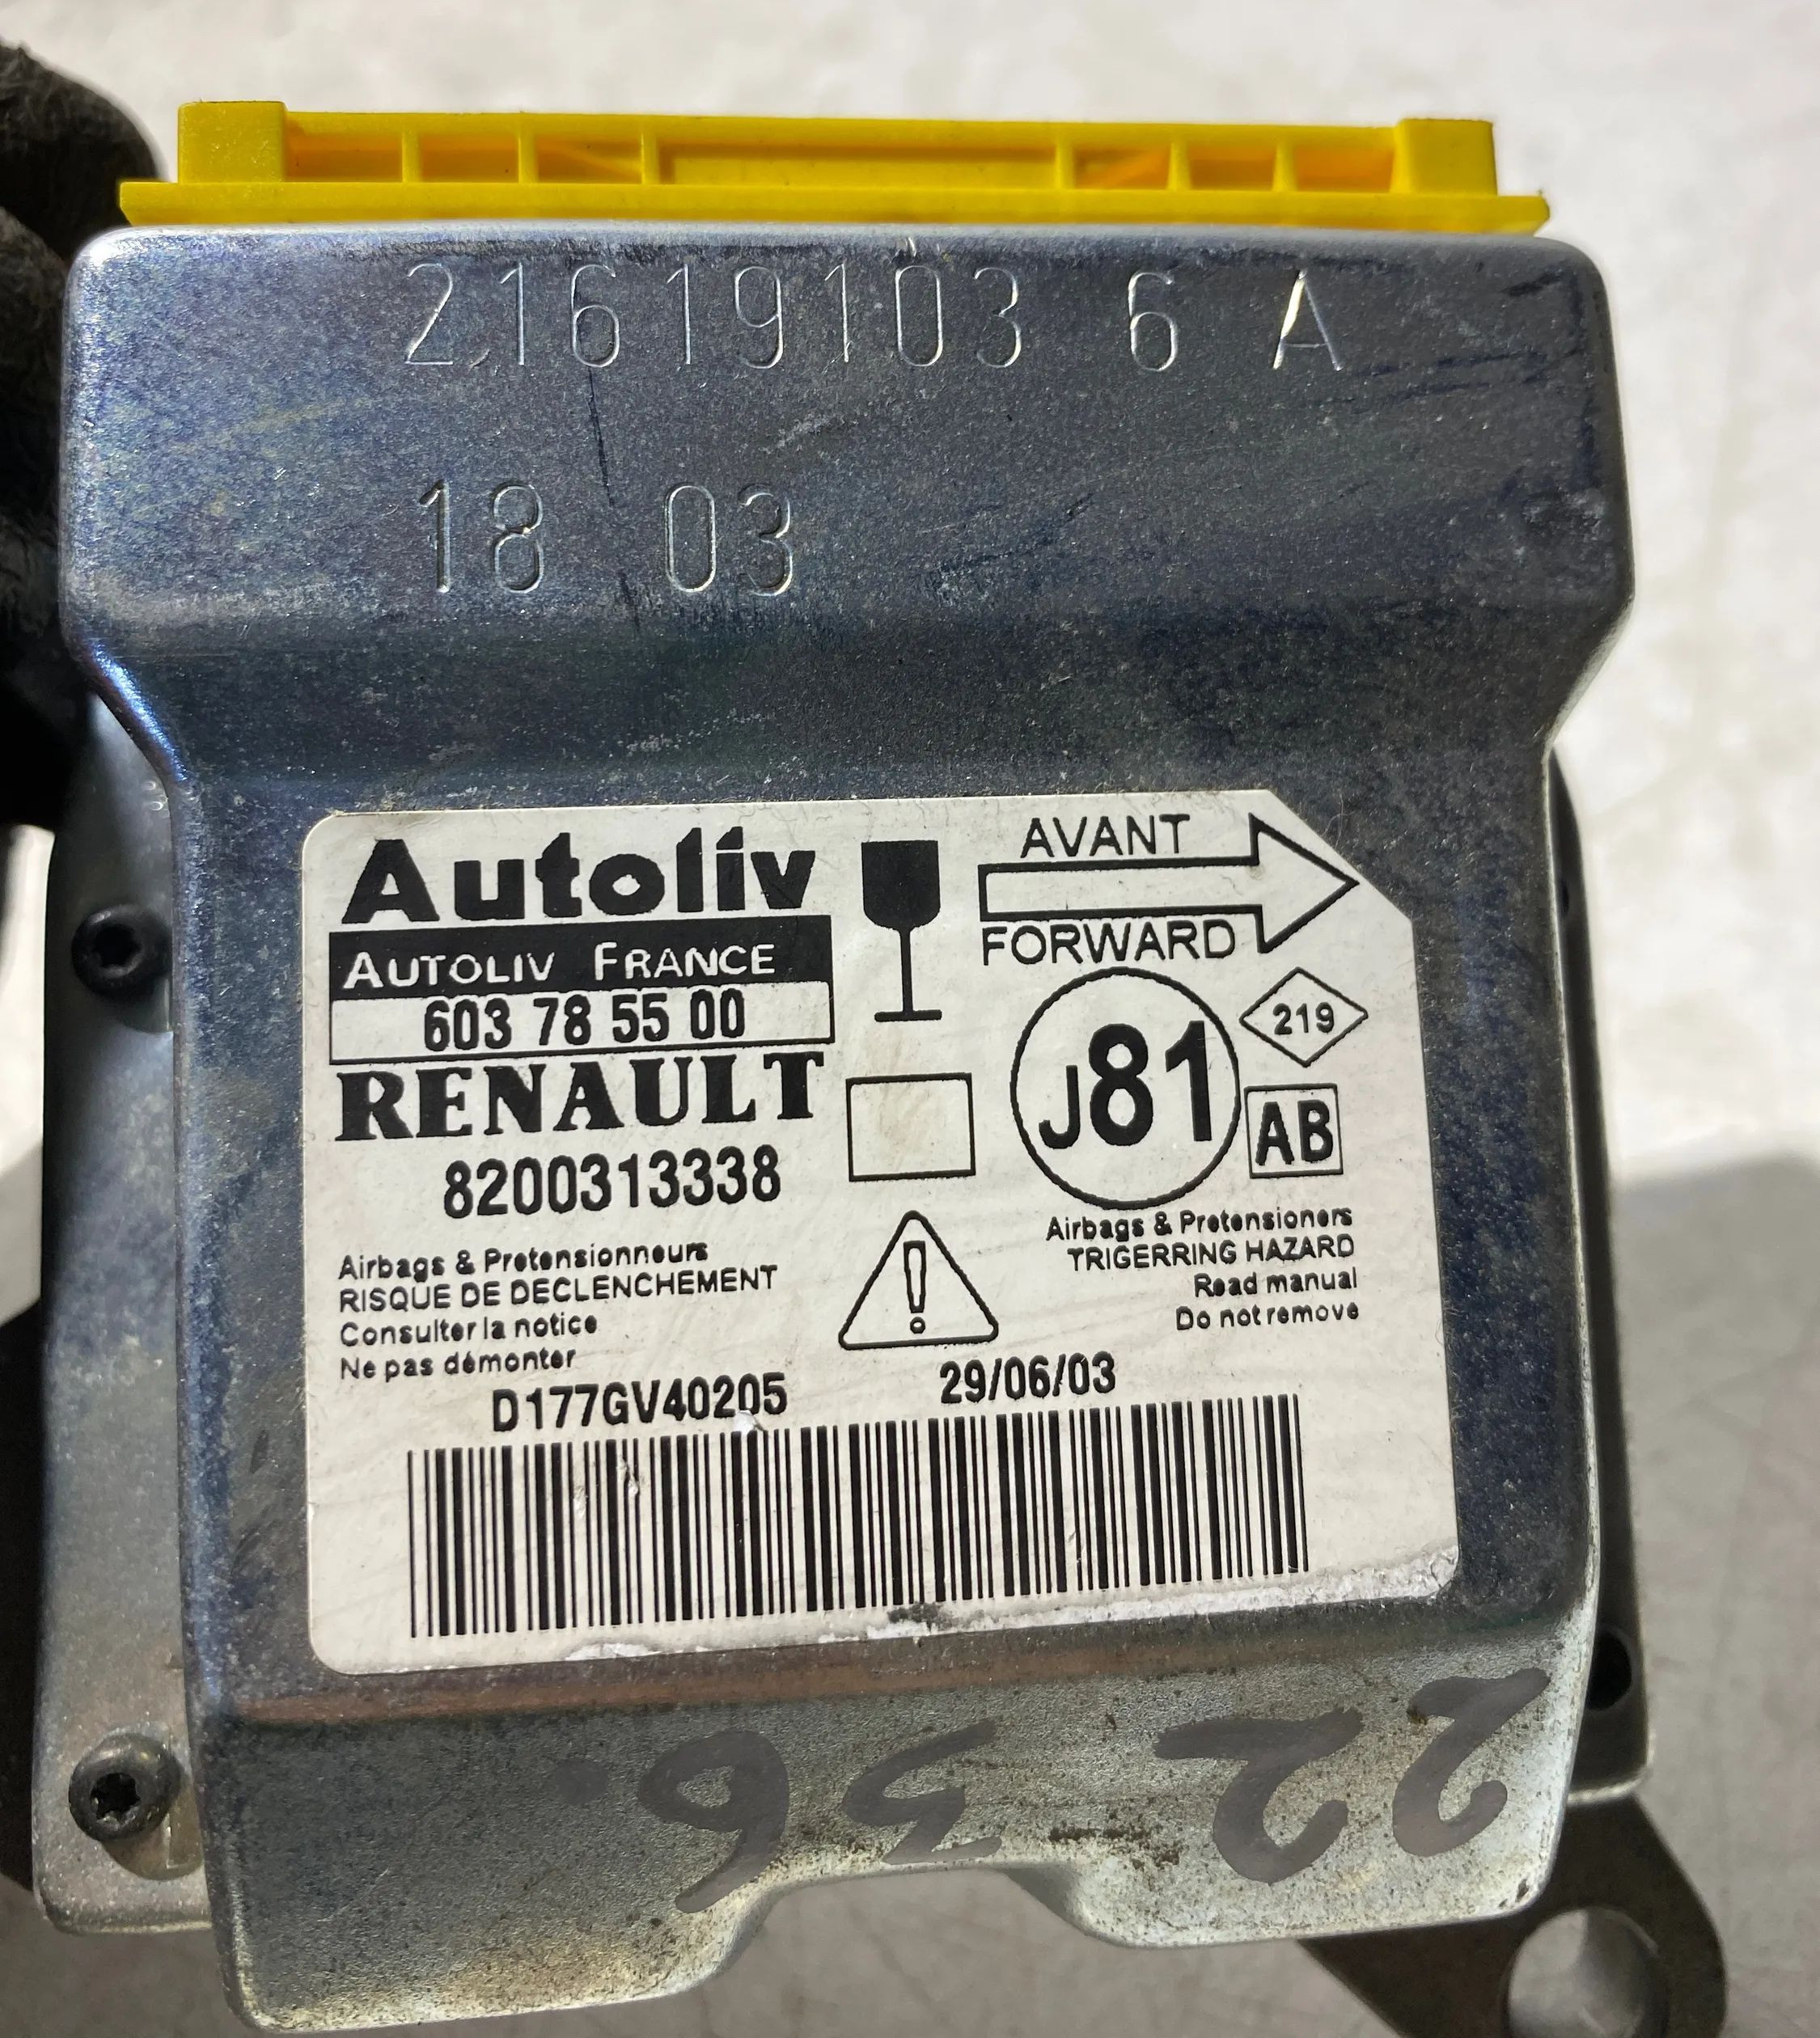 21619103 6 A
18 03
Autoliv
AUTOLIV FRANCE
603 78 55 00
RENAULT
8200313338
AVANT
FORWARD
J81
219
AB
Airbags & Pretensionneurs
RISQUE DE DECLENCHEMENT
Consulter la notice
Ne pas démonter
Airbags & Pretensioners
TRIGERRING HAZARD
Read manual
Do not remove
D177GV40205
29/06/03